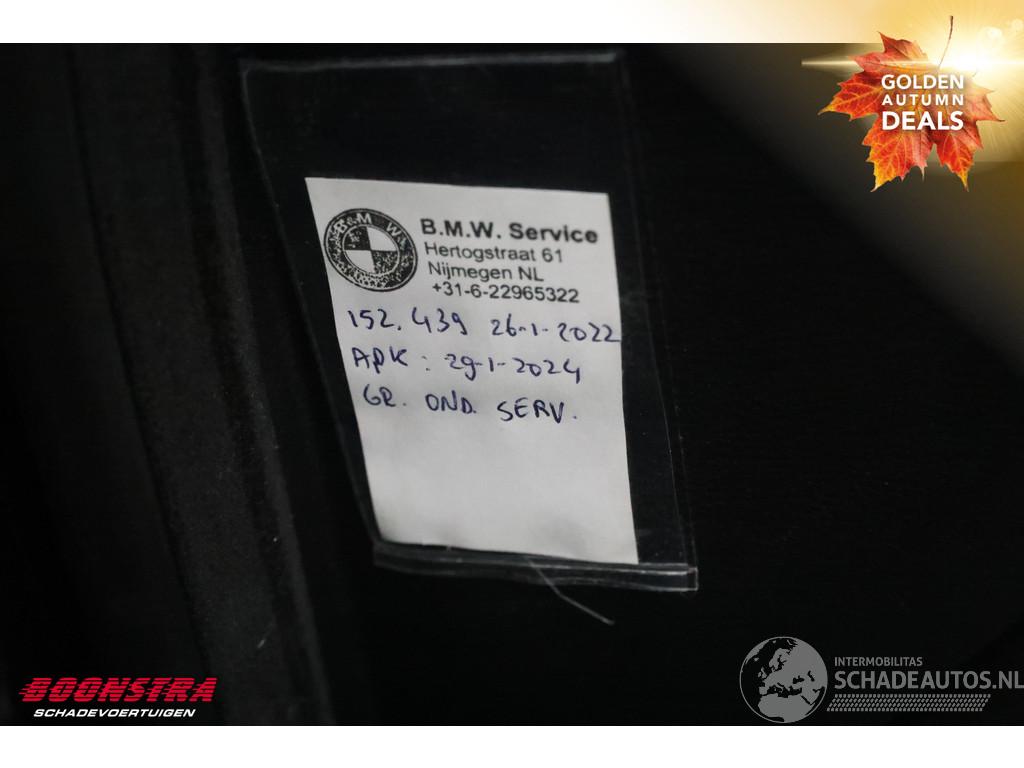 GOLDEN
AUTUMN
DEALS
B&M W
B.M.W. Service
Hertogstraat 61
Nijmegen NL
+31-6-22965322
152.439 26-1-2022
APK: 29-1-2024
GR. OND. SERV.
BOONSTRA
SCHADEVOERTUIGEN
INTERMOBILITAS
SCHADEAUTOS.NL